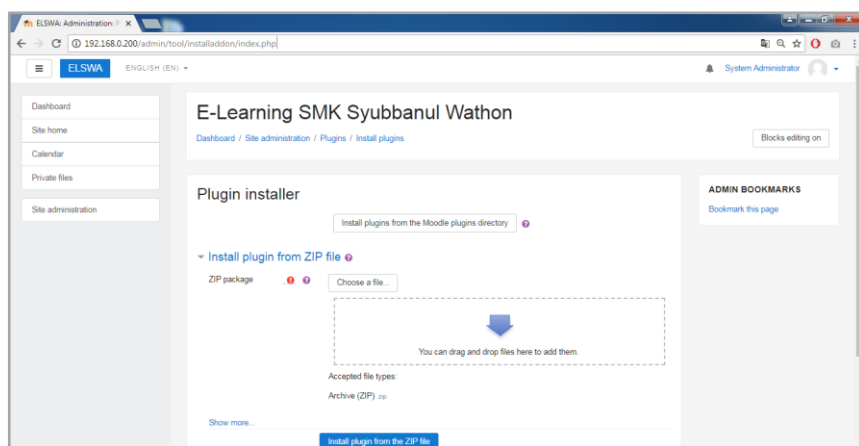 ELSWA: Administration: P
192.168.0.200/admin/tool/installaddon/index.php
ELSWA ENGLISH (EN) System Administrator
Dashboard
Site home
Calendar
Private files
Site administration
E-Learning SMK Syubbanul Wathon
Dashboard / Site administration / Plugins / Install plugins
Blocks editing on
Plugin installer
Install plugins from the Moodle plugins directory
Install plugin from ZIP file
ZIP package
Choose a file...
You can drag and drop files here to add them.
Accepted file types:
Archive (ZIP) .zip
Show more...
Install plugin from the ZIP file
ADMIN BOOKMARKS
Bookmark this page